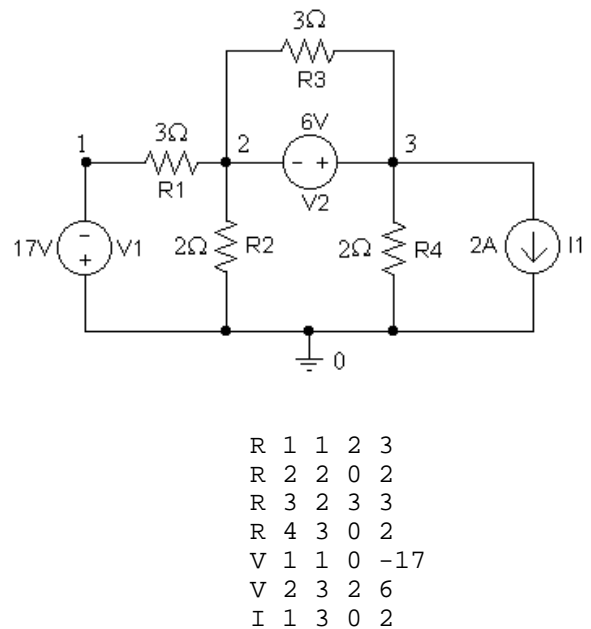 3Ω
R3
6V
1
3Ω
2
3
R1
V2
17V
V1
2Ω
R2
2Ω
R4
2A
I1
0
R 1 1 2 3
R 2 2 0 2
R 3 2 3 3
R 4 3 0 2
V 1 1 0 -17
V 2 3 2 6
I 1 3 0 2